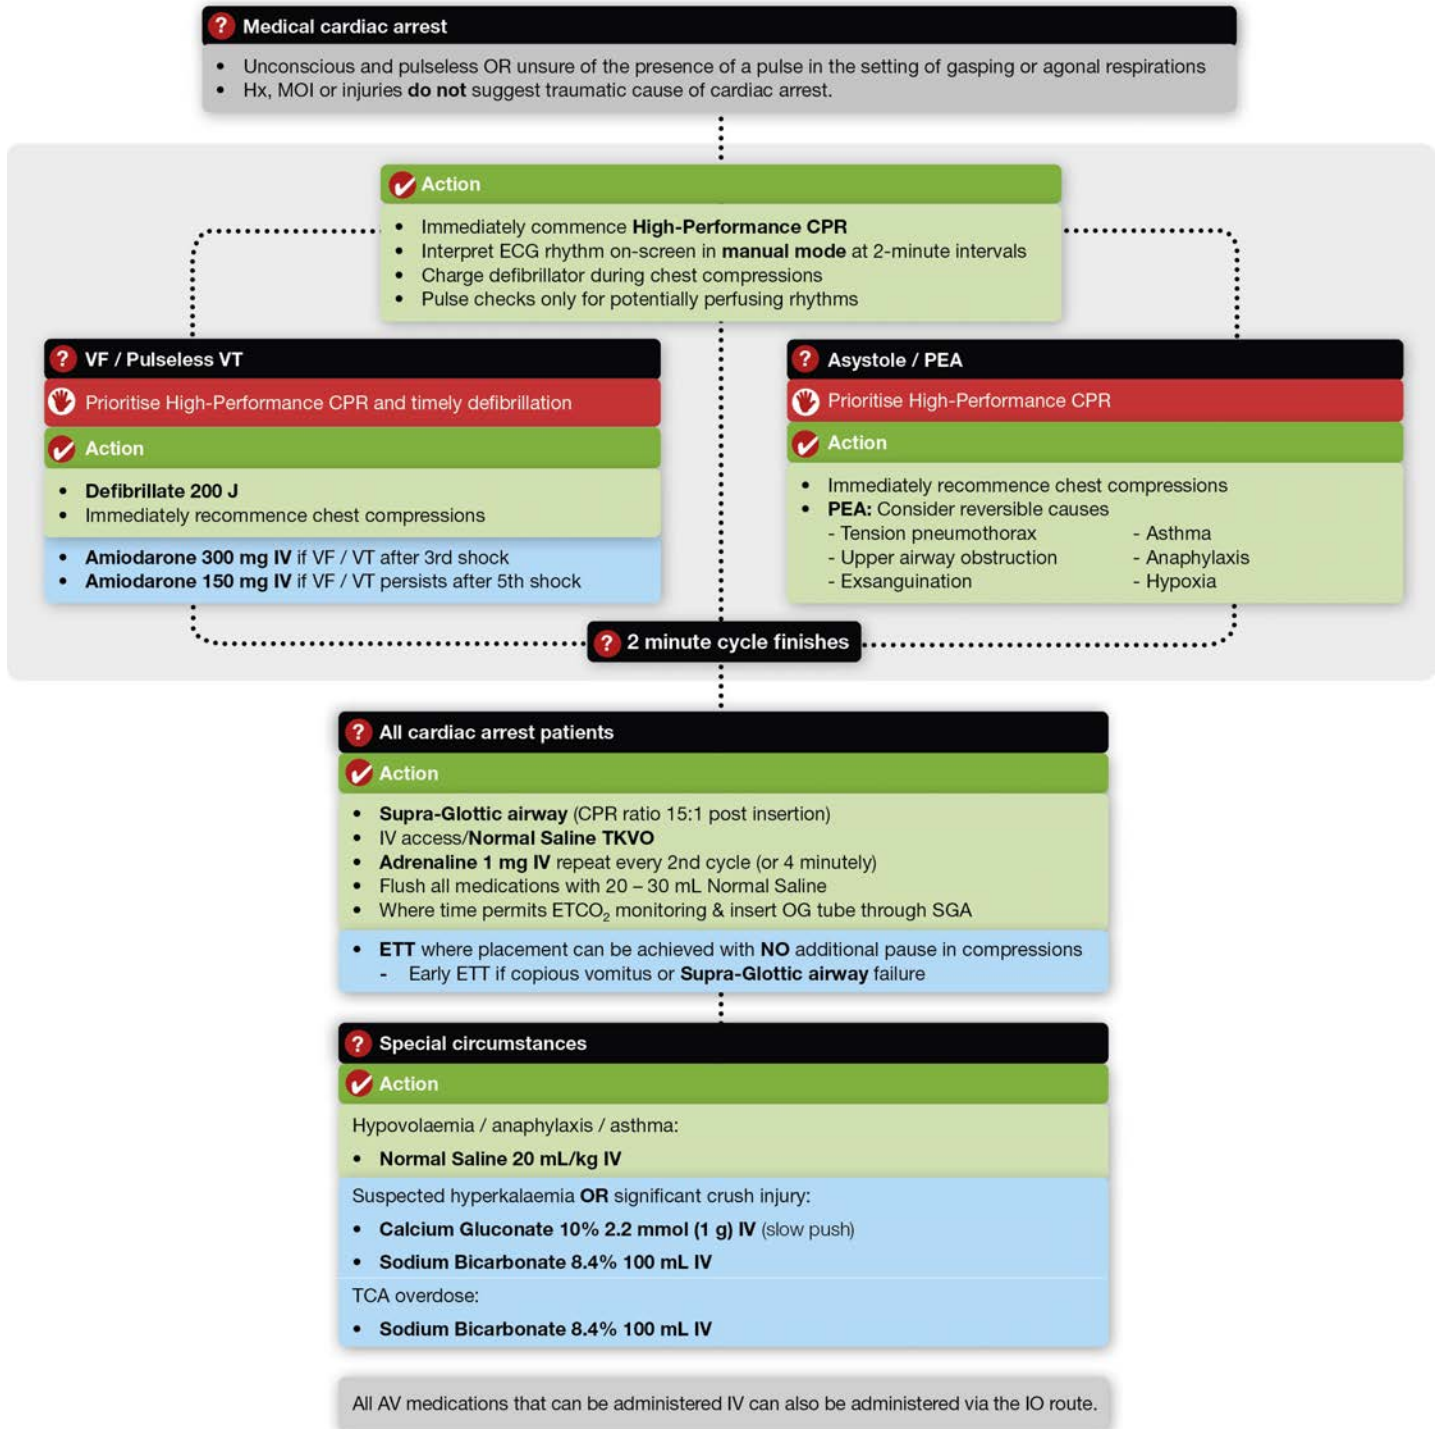 Medical cardiac arrest
• Unconscious and pulseless OR unsure of the presence of a pulse in the setting of gasping or agonal respirations
• Hx, MOI or injuries do not suggest traumatic cause of cardiac arrest.
Action
• Immediately commence High-Performance CPR
• Interpret ECG rhythm on-screen in manual mode at 2-minute intervals
• Charge defibrillator during chest compressions
• Pulse checks only for potentially perfusing rhythms
? VF / Pulseless VT
Prioritise High-Performance CPR and timely defibrillation
Action
• Defibrillate 200 J
• Immediately recommence chest compressions
• Amiodarone 300 mg IV if VF / VT after 3rd shock
• Amiodarone 150 mg IV if VF / VT persists after 5th shock
? Asystole / PEA
Prioritise High-Performance CPR
Action
• Immediately recommence chest compressions
• PEA: Consider reversible causes
- Tension pneumothorax - Asthma
- Upper airway obstruction - Anaphylaxis
- Exsanguination - Hypoxia
? 2 minute cycle finishes
? All cardiac arrest patients
Action
• Supra-Glottic airway (CPR ratio 15:1 post insertion)
• IV access/Normal Saline TKVO
• Adrenaline 1 mg IV repeat every 2nd cycle (or 4 minutely)
• Flush all medications with 20 – 30 mL Normal Saline
• Where time permits ETCO₂ monitoring & insert OG tube through SGA
• ETT where placement can be achieved with NO additional pause in compressions
- Early ETT if copious vomitus or Supra-Glottic airway failure
? Special circumstances
Action
Hypovolaemia / anaphylaxis / asthma:
• Normal Saline 20 mL/kg IV
Suspected hyperkalaemia OR significant crush injury:
• Calcium Gluconate 10% 2.2 mmol (1 g) IV (slow push)
• Sodium Bicarbonate 8.4% 100 mL IV
TCA overdose:
• Sodium Bicarbonate 8.4% 100 mL IV
All AV medications that can be administered IV can also be administered via the IO route.